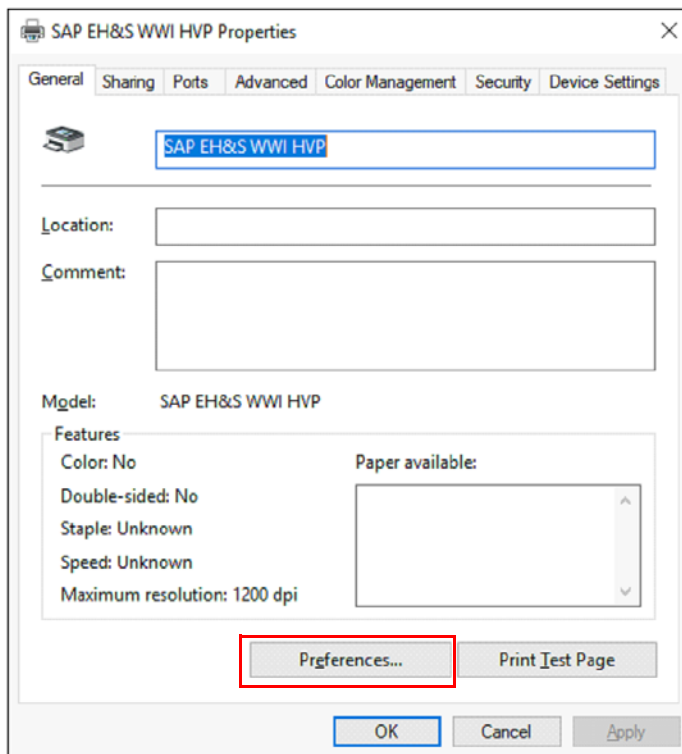 SAP EH&S WWI HVP Properties
General Sharing Ports Advanced Color Management Security Device Settings
SAP EH&S WWI HVP
Location:
Comment:
Model: SAP EH&S WWI HVP
Features
Color: No
Paper available:
Double-sided: No
Staple: Unknown
Speed: Unknown
Maximum resolution: 1200 dpi
Preferences... Print Test Page
OK Cancel Apply